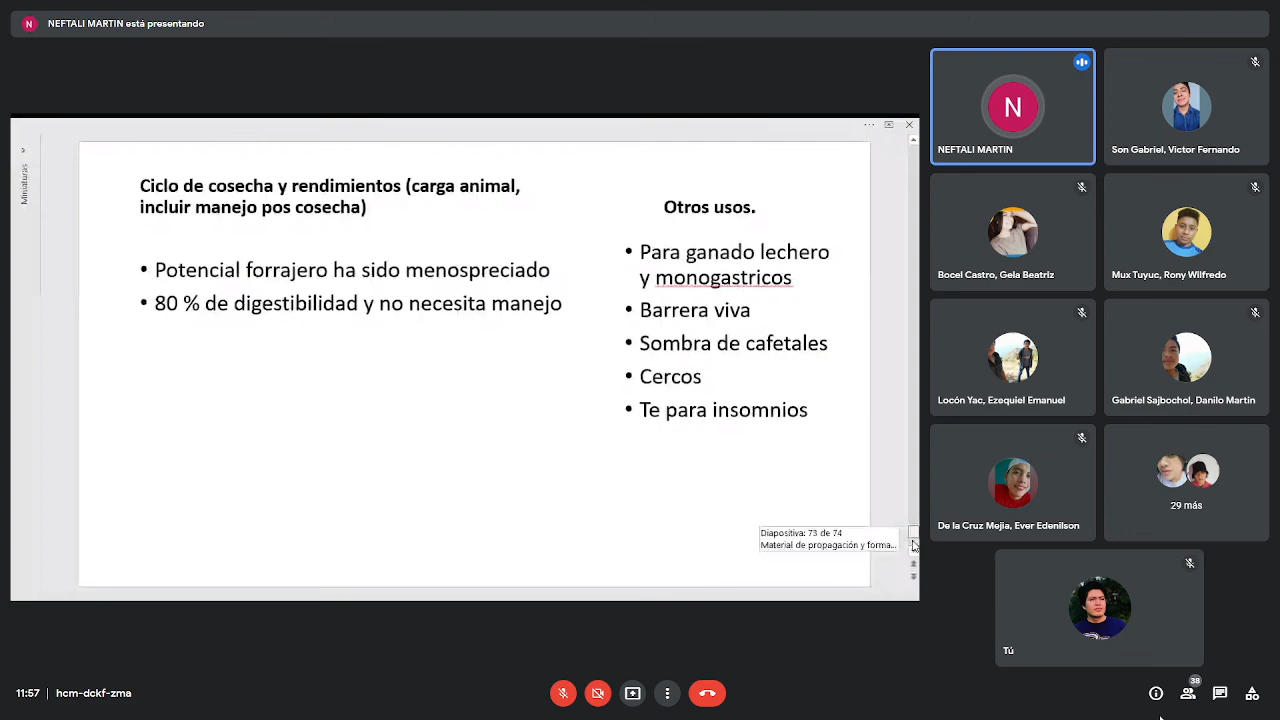 N NEFTALI MARTIN está presentando
Miniaturas
Ciclo de cosecha y rendimientos (carga animal,
incluir manejo pos cosecha)
• Potencial forrajero ha sido menospreciado
• 80 % de digestibilidad y no necesita manejo
Otros usos.
• Para ganado lechero
y monogastricos
• Barrera viva
• Sombra de cafetales
• Cercos
• Te para insomnios
Diapositiva: 73 de 74
Material de propagación y forma...
N
NEFTALI MARTIN
Son Gabriel, Victor Fernando
Bocel Castro, Gela Beatriz
Mux Tuyuc, Rony Wilfredo
Locón Yac, Ezequiel Emanuel
Gabriel Sajbochol, Danilo Martin
De la Cruz Mejia, Ever Edenilson
29 más
Tú
11:57 | hcm-dckf-zma
38